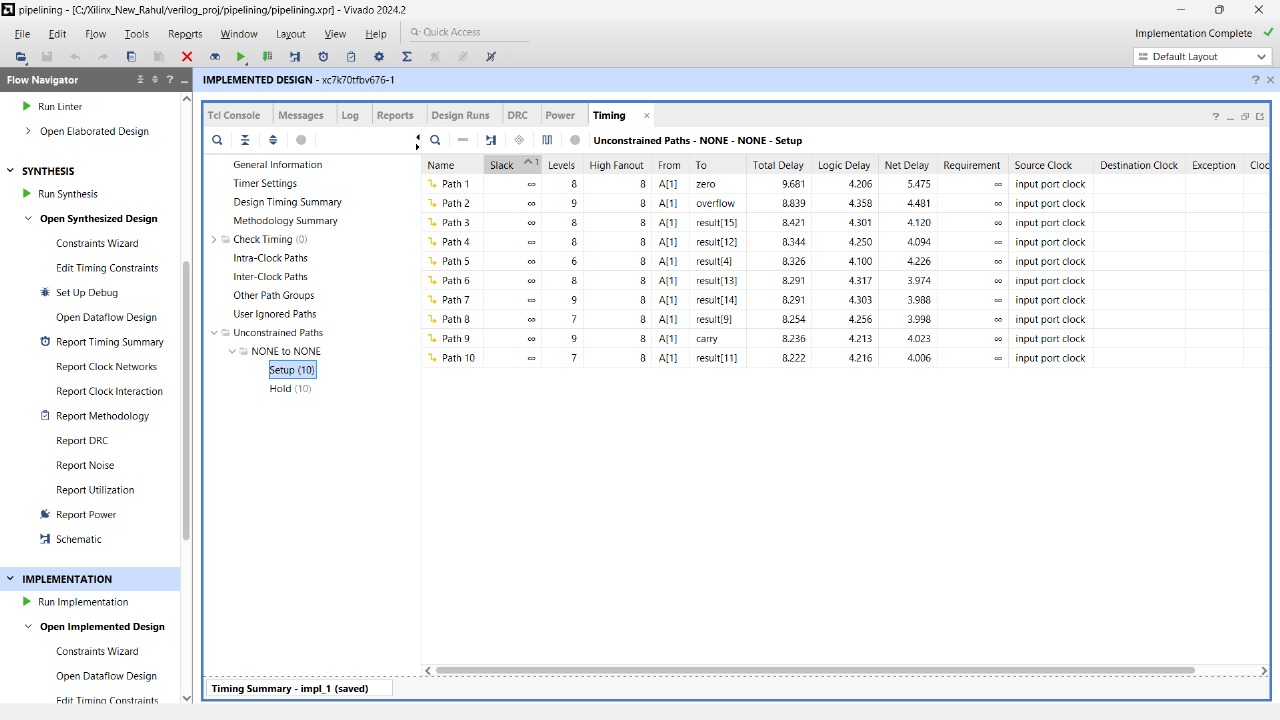 pipelining - [C:/Xilinx_New_Rahul/verilog_proj/pipelining/pipelining.xpr] - Vivado 2024.2
File Edit Flow Tools Reports Window Layout View Help Quick Access Implementation Complete
Default Layout
Flow Navigator
IMPLEMENTED DESIGN - xc7k70tfbv676-1
Run Linter
Open Elaborated Design
SYNTHESIS
Run Synthesis
Open Synthesized Design
Constraints Wizard
Edit Timing Constraints
Set Up Debug
Open Dataflow Design
Report Timing Summary
Report Clock Networks
Report Clock Interaction
Report Methodology
Report DRC
Report Noise
Report Utilization
Report Power
Schematic
IMPLEMENTATION
Run Implementation
Open Implemented Design
Constraints Wizard
Open Dataflow Design
Edit Timing Constraints
Tcl Console Messages Log Reports Design Runs DRC Power Timing
Unconstrained Paths - NONE - NONE - Setup
General Information
Timer Settings
Design Timing Summary
Methodology Summary
Check Timing (0)
Intra-Clock Paths
Inter-Clock Paths
Other Path Groups
User Ignored Paths
Unconstrained Paths
NONE to NONE
Setup (10)
Hold (10)
Name Slack 1 Levels High Fanout From To Total Delay Logic Delay Net Delay Requirement Source Clock Destination Clock Exception Cloc
Path 1 ∞ 8 8 A[1] zero 9.681 4.206 5.475 ∞ input port clock
Path 2 ∞ 9 8 A[1] overflow 8.839 4.358 4.481 ∞ input port clock
Path 3 ∞ 8 8 A[1] result[15] 8.421 4.301 4.120 ∞ input port clock
Path 4 ∞ 8 8 A[1] result[12] 8.344 4.250 4.094 ∞ input port clock
Path 5 ∞ 6 8 A[1] result[4] 8.326 4.100 4.226 ∞ input port clock
Path 6 ∞ 8 8 A[1] result[13] 8.291 4.317 3.974 ∞ input port clock
Path 7 ∞ 9 8 A[1] result[14] 8.291 4.303 3.988 ∞ input port clock
Path 8 ∞ 7 8 A[1] result[9] 8.254 4.256 3.998 ∞ input port clock
Path 9 ∞ 9 8 A[1] carry 8.236 4.213 4.023 ∞ input port clock
Path 10 ∞ 7 8 A[1] result[11] 8.222 4.216 4.006 ∞ input port clock
Timing Summary - impl_1 (saved)